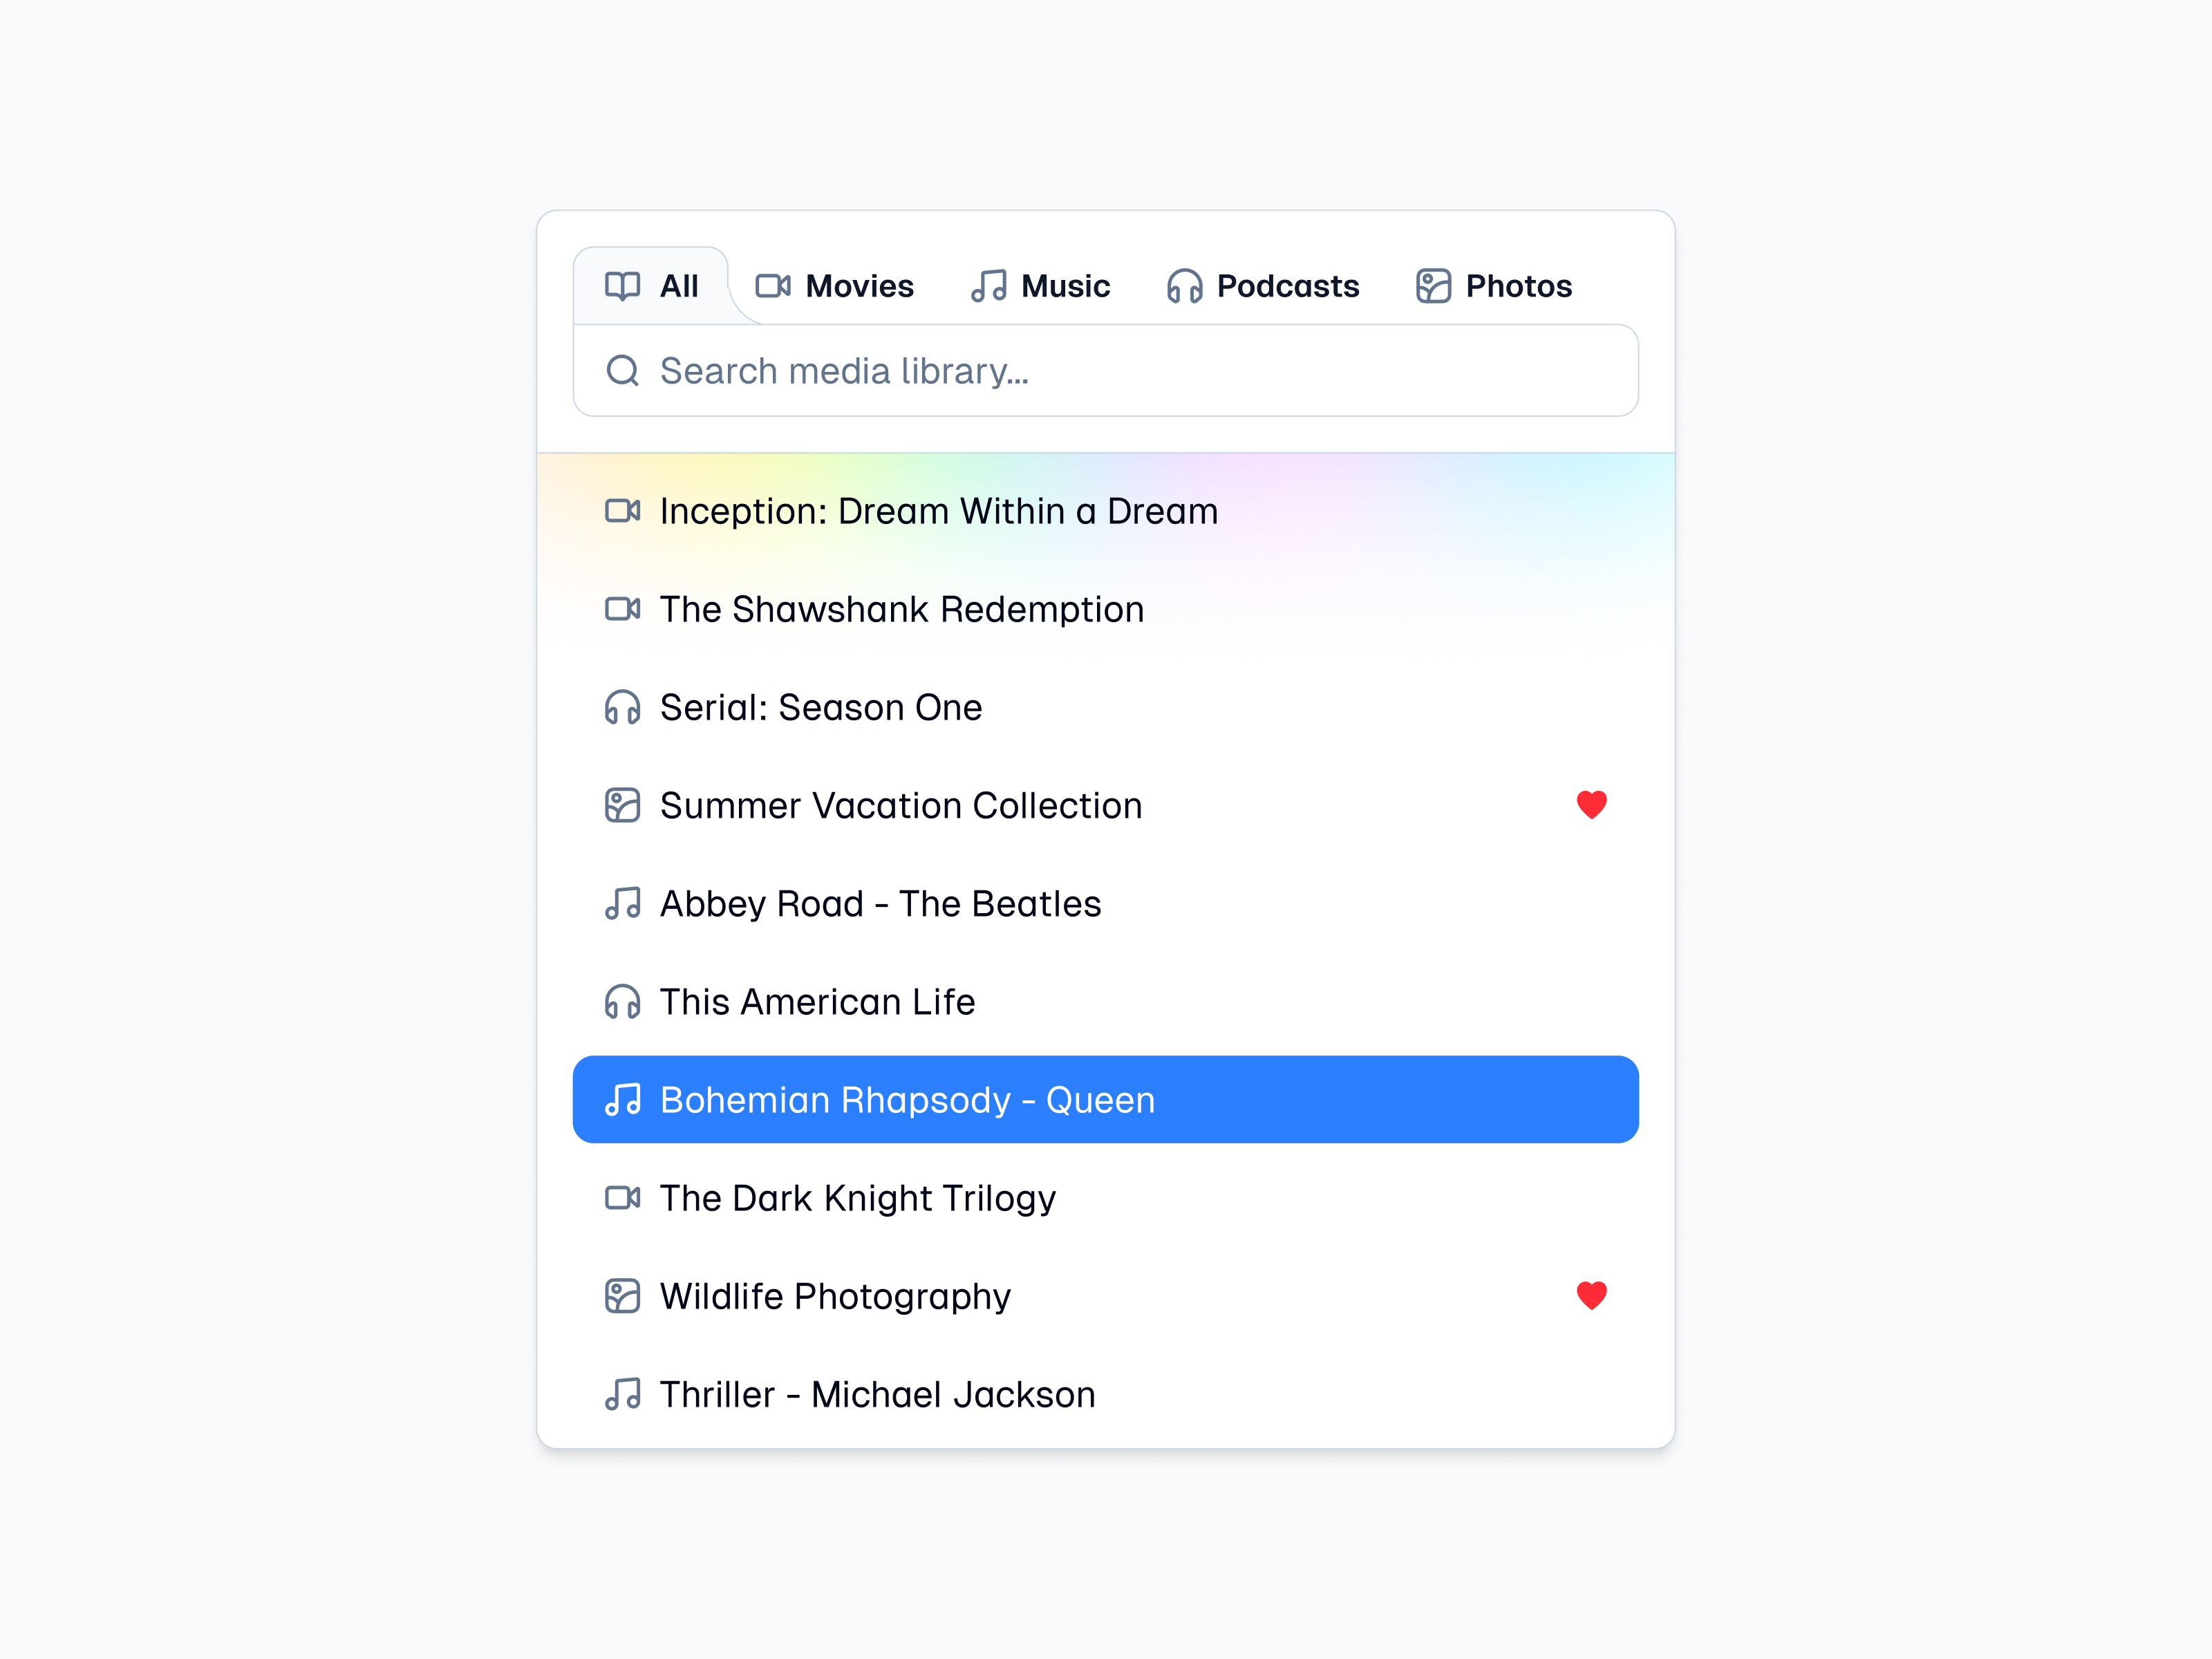 All Movies Music Podcasts Photos
Search media library...
Inception: Dream Within a Dream
The Shawshank Redemption
Serial: Season One
Summer Vacation Collection
Abbey Road - The Beatles
This American Life
Bohemian Rhapsody - Queen
The Dark Knight Trilogy
Wildlife Photography
Thriller - Michael Jackson